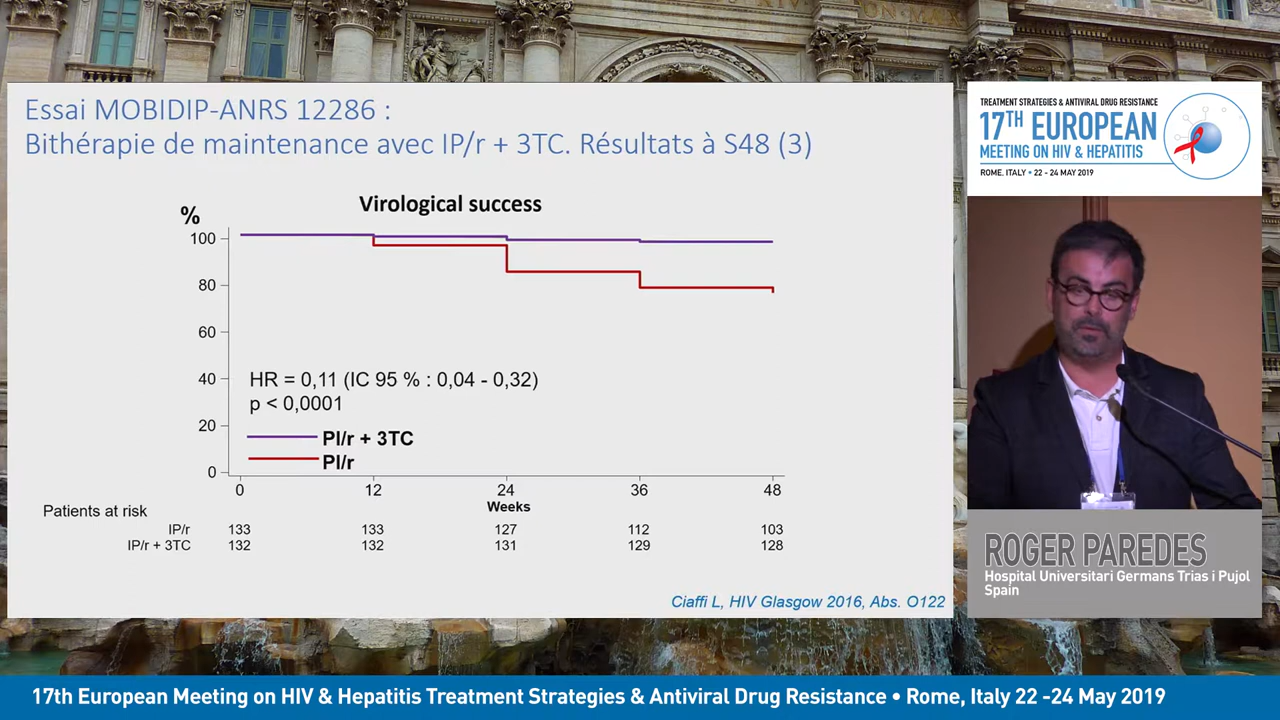 Essai MOBIDIP-ANRS 12286 :
Bithérapie de maintenance avec IP/r + 3TC. Résultats à S48 (3)
Virological success
%
100
80
60
40
20
0
HR = 0,11 (IC 95 % : 0,04 - 0,32)
p < 0,0001
PI/r + 3TC
PI/r
0 12 24 36 48
Weeks
Patients at risk
IP/r 133 133 127 112 103
IP/r + 3TC 132 132 131 129 128
Ciaffi L, HIV Glasgow 2016, Abs. O122
TREATMENT STRATEGIES & ANTIVIRAL DRUG RESISTANCE
17TH EUROPEAN
MEETING ON HIV & HEPATITIS
ROME, ITALY • 22 - 24 MAY 2019
ROGER PAREDES
Hospital Universitari Germans Trias i Pujol
Spain
17th European Meeting on HIV & Hepatitis Treatment Strategies & Antiviral Drug Resistance • Rome, Italy 22 -24 May 2019